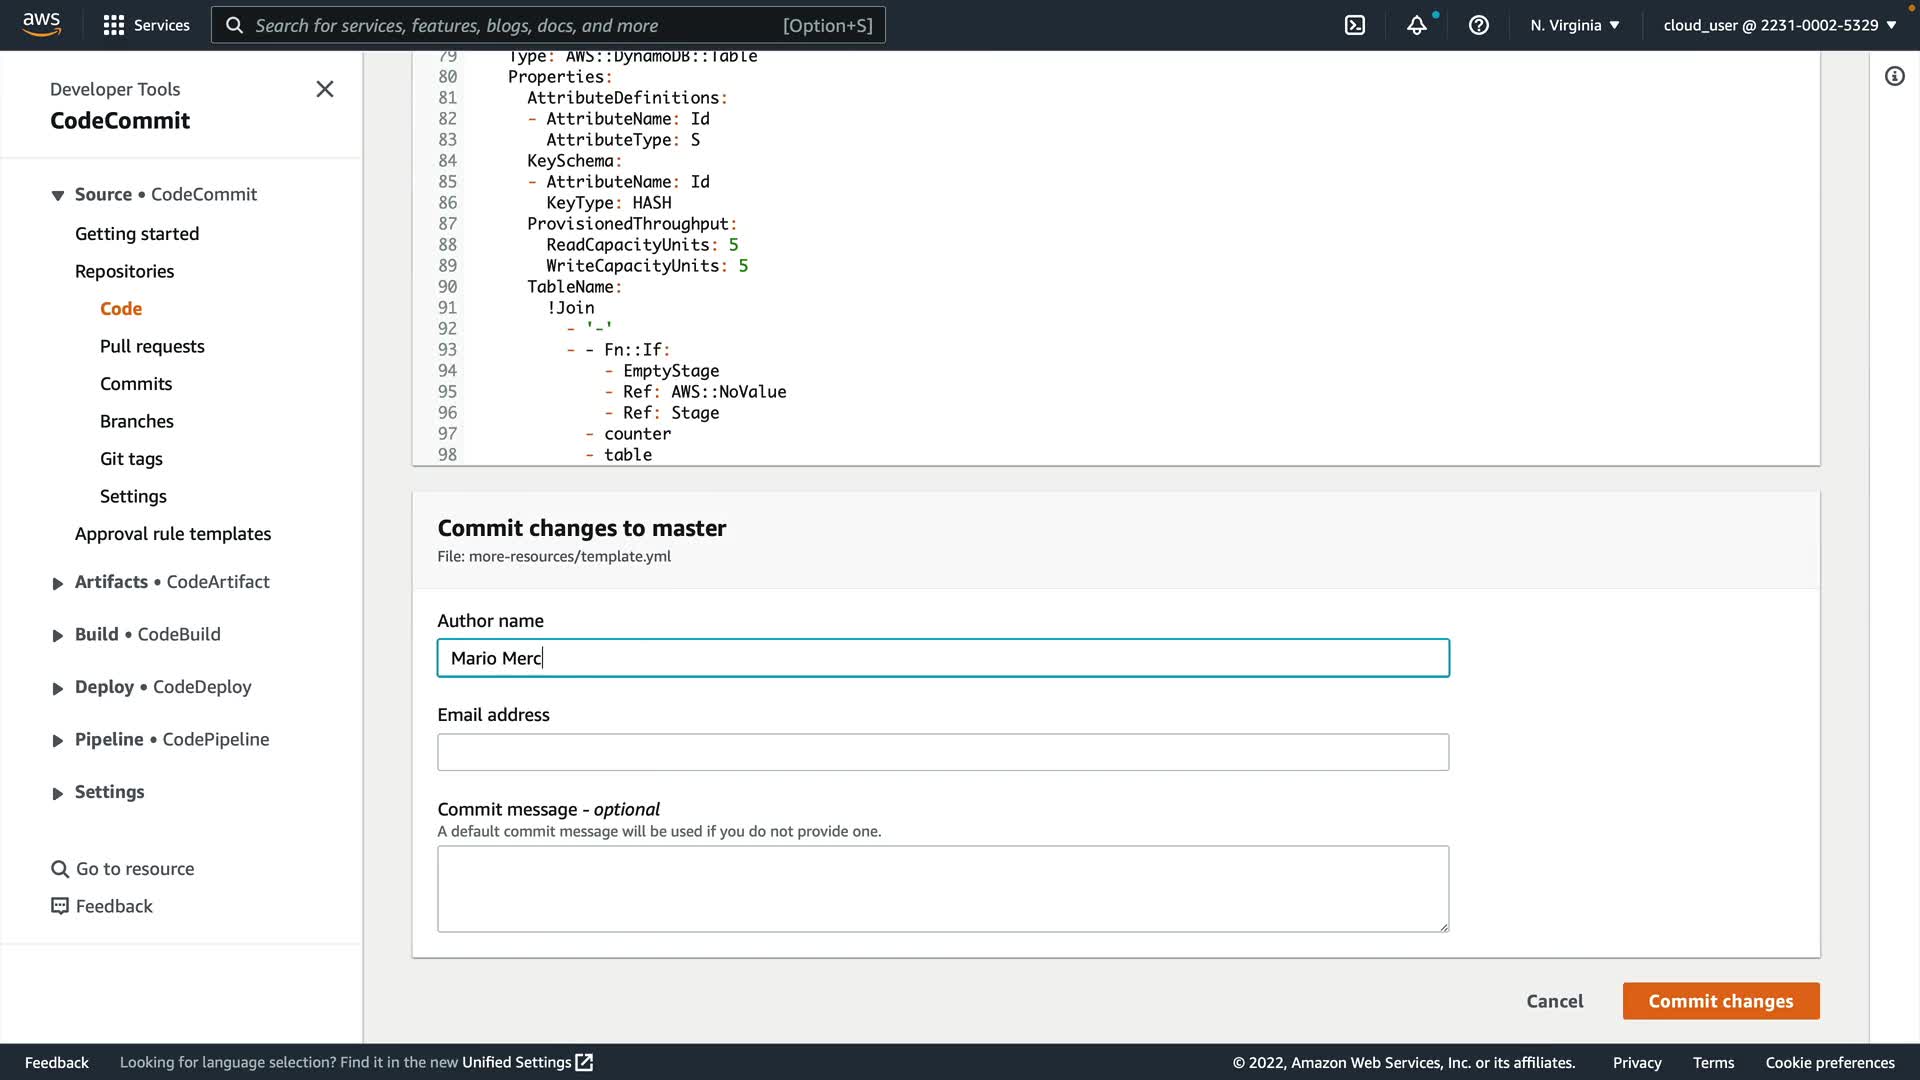 aws
Services
Search for services, features, blogs, docs, and more
[Option+S]
N. Virginia
cloud_user @ 2231-0002-5329
Developer Tools
CodeCommit
Source • CodeCommit
Getting started
Repositories
Code
Pull requests
Commits
Branches
Git tags
Settings
Approval rule templates
Artifacts • CodeArtifact
Build • CodeBuild
Deploy • CodeDeploy
Pipeline • CodePipeline
Settings
Go to resource
Feedback
79 Type: AWS::DynamoDB::Table
80 Properties:
81 AttributeDefinitions:
82 - AttributeName: Id
83 AttributeType: S
84 KeySchema:
85 - AttributeName: Id
86 KeyType: HASH
87 ProvisionedThroughput:
88 ReadCapacityUnits: 5
89 WriteCapacityUnits: 5
90 TableName:
91 !Join
92 - '-'
93 - - Fn::If:
94 - EmptyStage
95 - Ref: AWS::NoValue
96 - Ref: Stage
97 - counter
98 - table
Commit changes to master
File: more-resources/template.yml
Author name
Mario Merc
Email address
Commit message - optional
A default commit message will be used if you do not provide one.
Cancel
Commit changes
Feedback
Looking for language selection? Find it in the new Unified Settings
© 2022, Amazon Web Services, Inc. or its affiliates.
Privacy
Terms
Cookie preferences